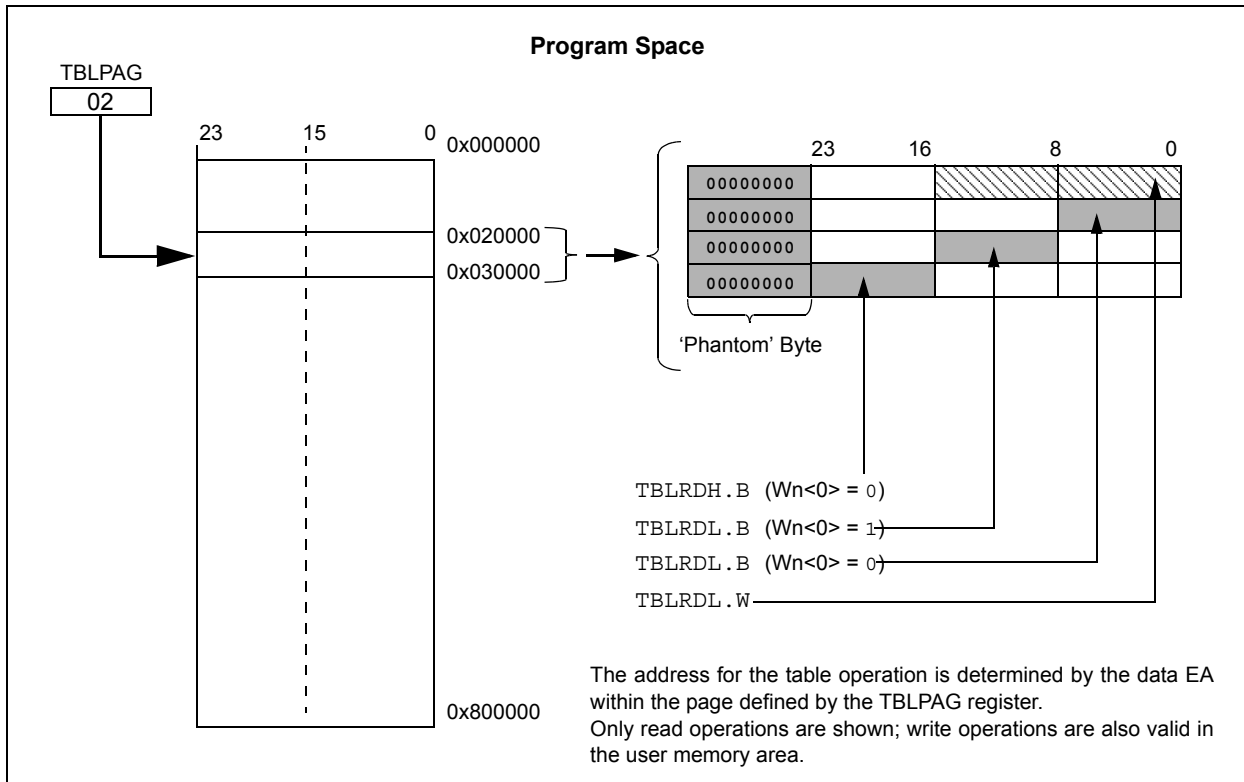 Program Space
TBLPAG
02
23 15 0
0x000000
0x020000
0x030000
0x800000
23 16 8 0
00000000
00000000
00000000
00000000
‘Phantom’ Byte
TBLRDH.B (Wn<0> = 0)
TBLRDL.B (Wn<0> = 1)
TBLRDL.B (Wn<0> = 0)
TBLRDL.W
The address for the table operation is determined by the data EA
within the page defined by the TBLPAG register.
Only read operations are shown; write operations are also valid in
the user memory area.